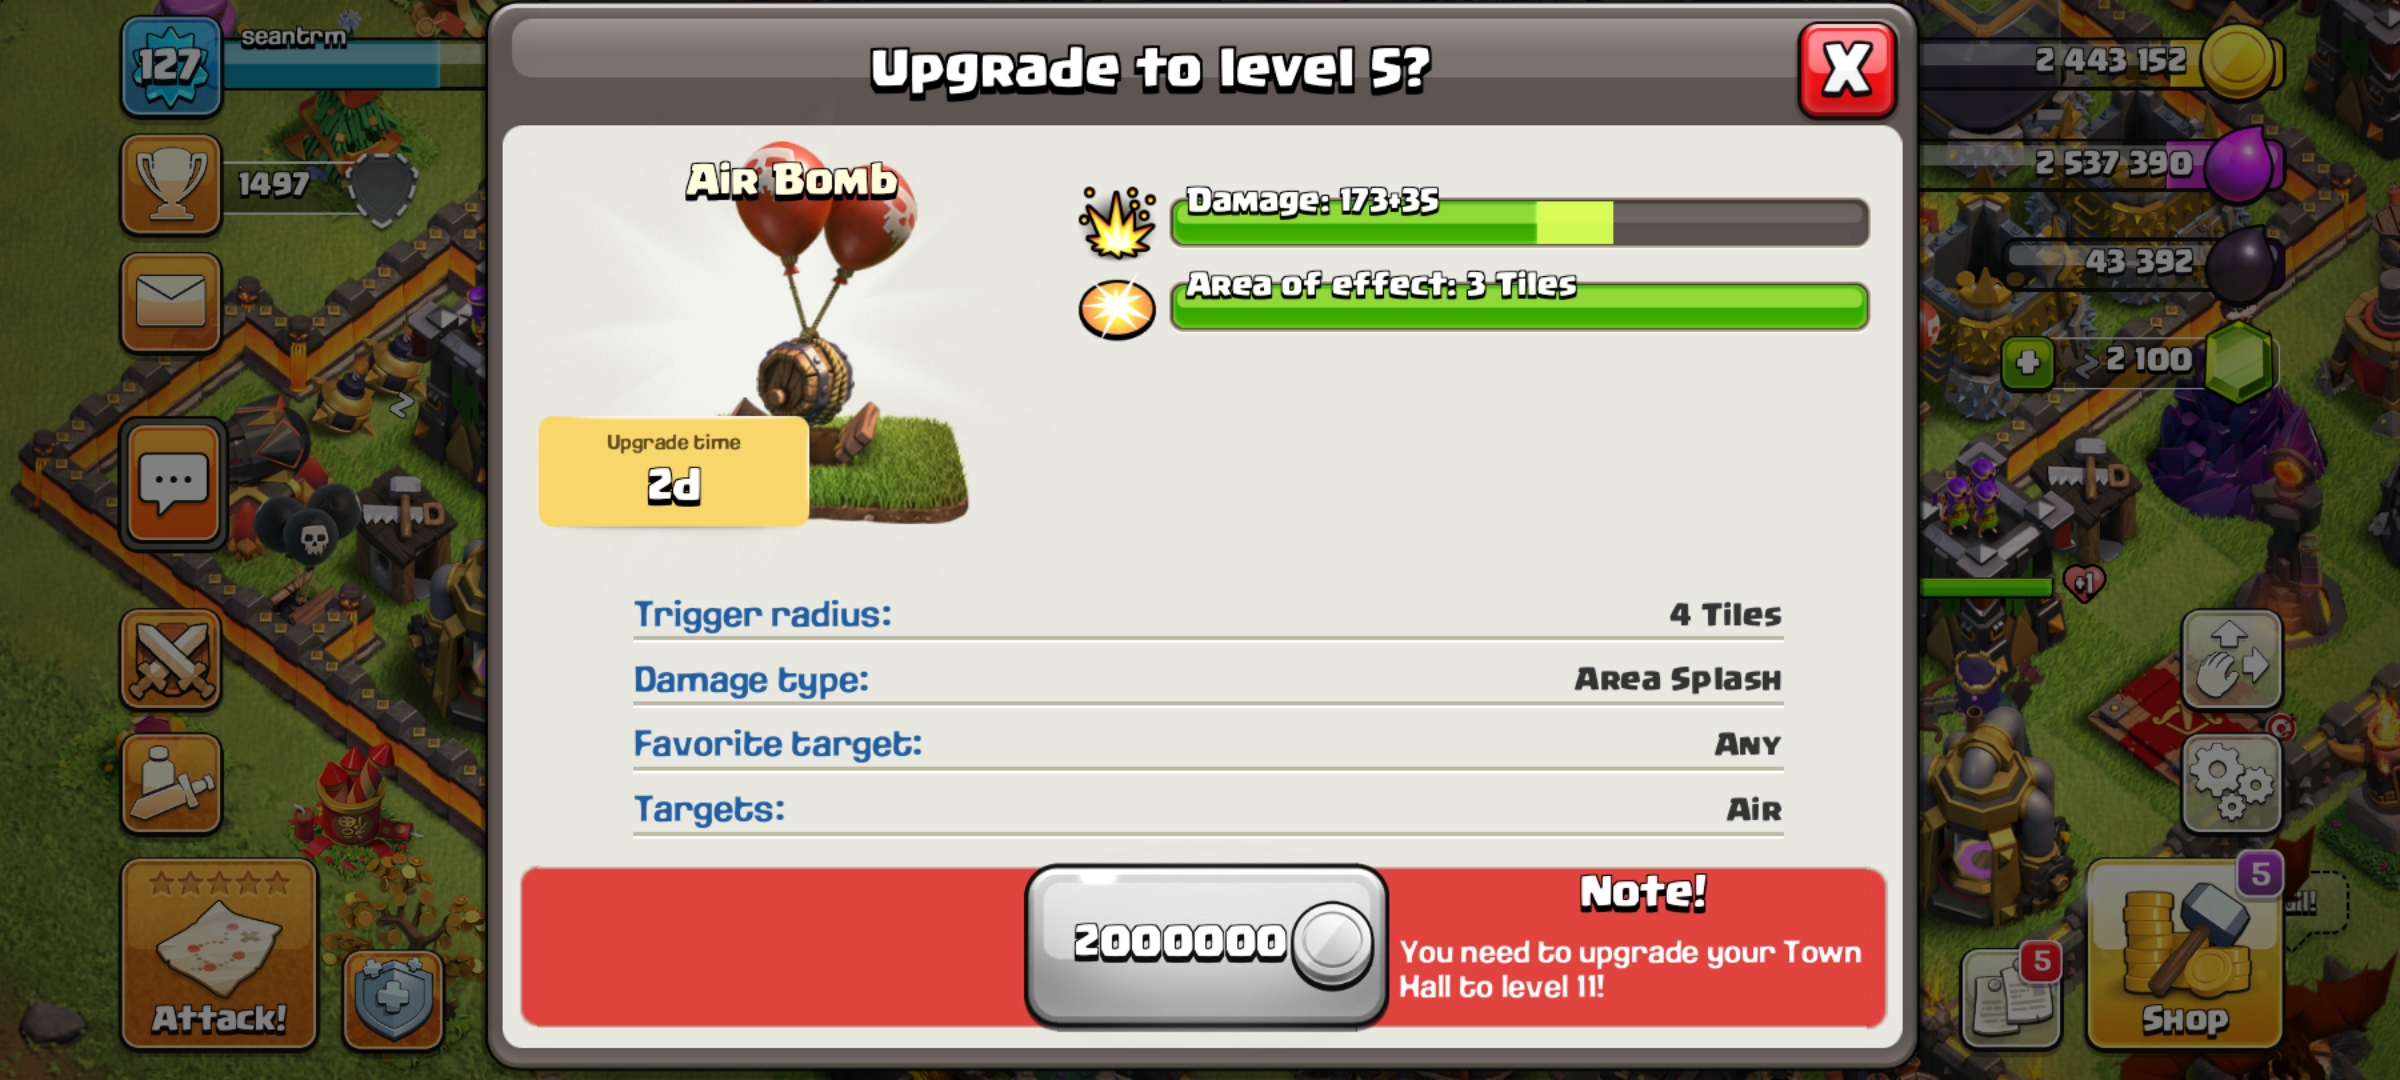 127
seantrm
1497
Upgrade to level 5?
X
2 443 152
2 537 390
43 392
2 100
Air Bomb
Damage: 173+35
Area of effect: 3 Tiles
Upgrade time
2d
Trigger radius: 4 Tiles
Damage type: Area Splash
Favorite target: Any
Targets: Air
2000000
Note!
You need to upgrade your Town
Hall to level 11!
+1
Attack!
5
5
Shop